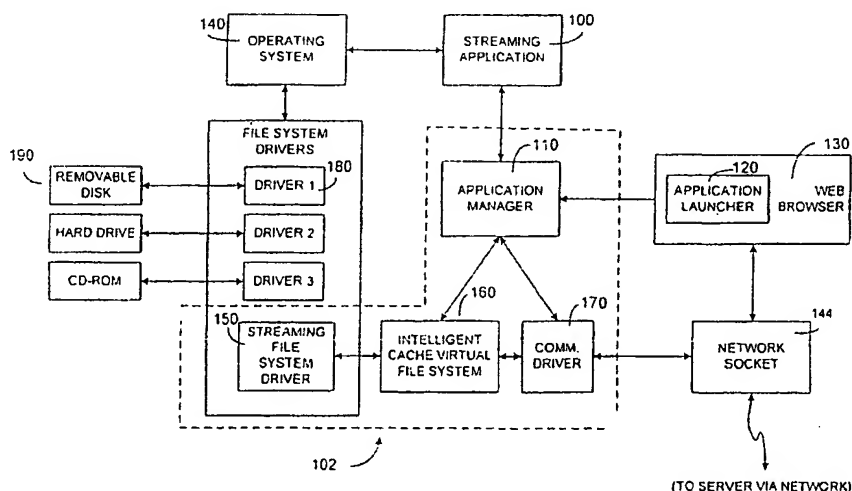 140
OPERATING
SYSTEM
100
STREAMING
APPLICATION
FILE SYSTEM
DRIVERS
190
REMOVABLE
DISK
DRIVER 1
180
HARD DRIVE
DRIVER 2
CD-ROM
DRIVER 3
110
APPLICATION
MANAGER
130
120
APPLICATION
LAUNCHER
WEB
BROWSER
150
STREAMING
FILE
SYSTEM
DRIVER
160
INTELLIGENT
CACHE VIRTUAL
FILE SYSTEM
170
COMM.
DRIVER
144
NETWORK
SOCKET
102
(TO SERVER VIA NETWORK)